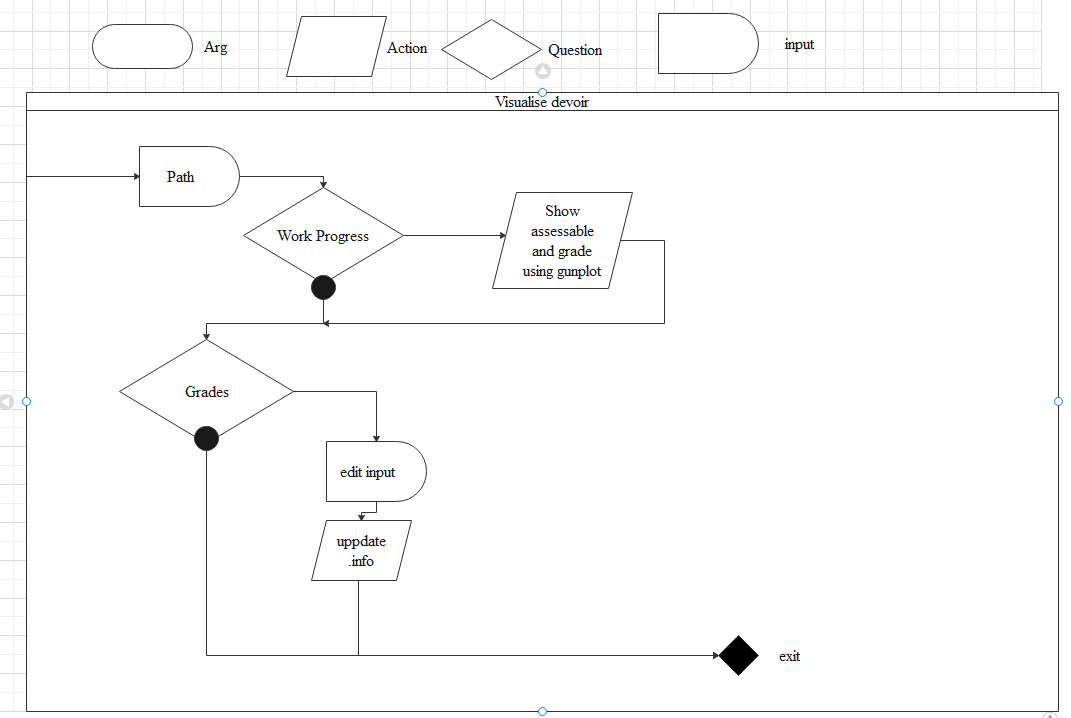 Arg
Action
Question
input
Visualise devoir
Path
Work Progress
Show
assessable
and grade
using gunplot
Grades
edit input
uppdate
.info
exit